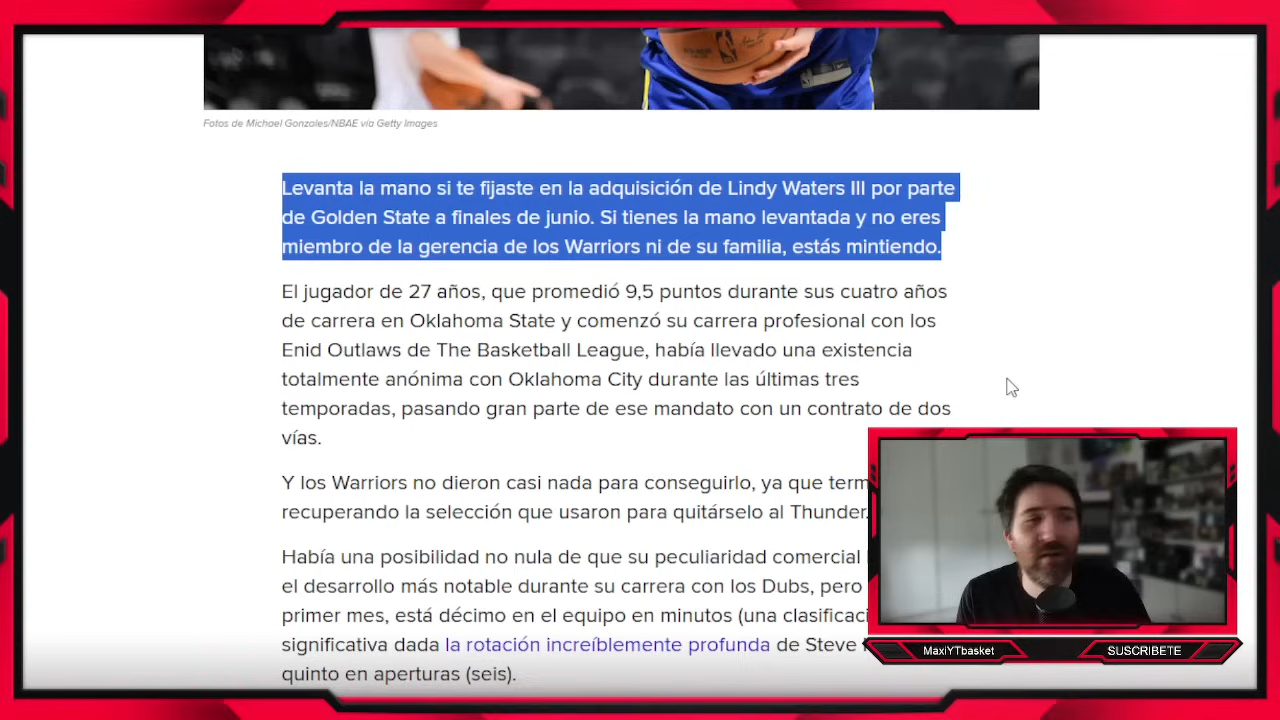 Fotos de Michael Gonzales/NBAE vía Getty Images
Levanta la mano si te fijaste en la adquisición de Lindy Waters III por parte
de Golden State a finales de junio. Si tienes la mano levantada y no eres
miembro de la gerencia de los Warriors ni de su familia, estás mintiendo.
El jugador de 27 años, que promedió 9,5 puntos durante sus cuatro años
de carrera en Oklahoma State y comenzó su carrera profesional con los
Enid Outlaws de The Basketball League, había llevado una existencia
totalmente anónima con Oklahoma City durante las últimas tres
temporadas, pasando gran parte de ese mandato con un contrato de dos
vías.
Y los Warriors no dieron casi nada para conseguirlo, ya que term
recuperando la selección que usaron para quitárselo al Thunder.
Había una posibilidad no nula de que su peculiaridad comercial
el desarrollo más notable durante su carrera con los Dubs, pero
primer mes, está décimo en el equipo en minutos (una clasificaci
significativa dada la rotación increíblemente profunda de Steve
quinto en aperturas (seis).
MaxiYTbasket
SUSCRIBETE